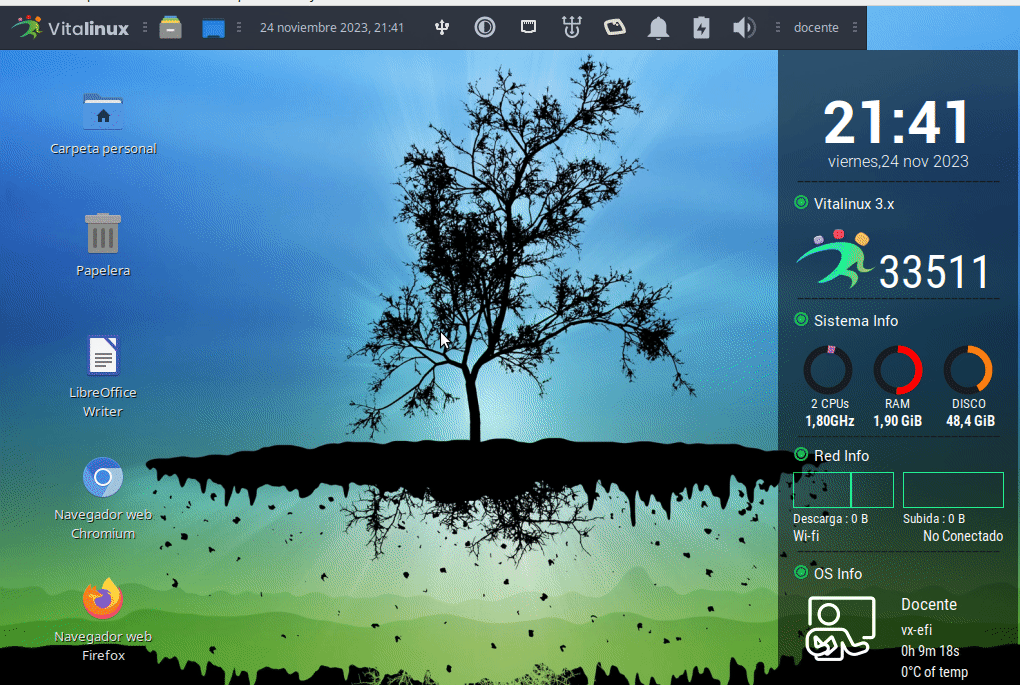 Vitalinux
24 noviembre 2023, 21:41
docente
Carpeta personal
Papelera
LibreOffice
Writer
Navegador web
Chromium
Navegador web
Firefox
21:41
viernes,24 nov 2023
Vitalinux 3.x
33511
Sistema Info
2 CPUs RAM DISCO
1,80GHz 1,90 GiB 48,4 GiB
Red Info
Descarga : 0 B Subida : 0 B
Wi-fi No Conectado
OS Info
Docente
vx-efi
0h 9m 18s
0°C of temp